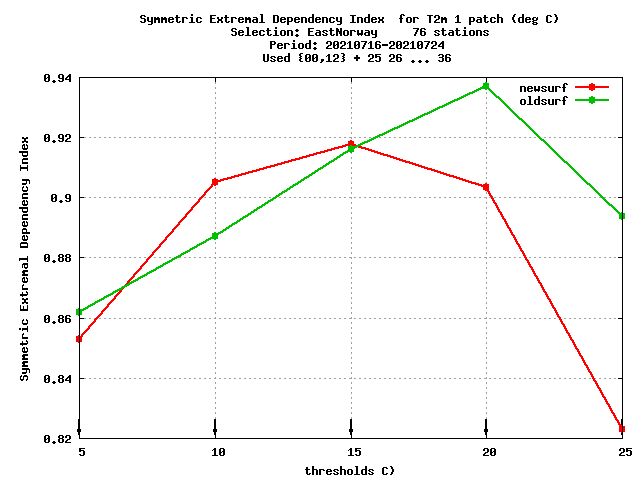 Symmetric Extremal Dependency Index  for T2m 1 patch (deg C)
Selection: EastNorway     76 stations
Period: 20210716-20210724
Used {00,12} + 25 26 ... 36
newsurf
oldsurf
Symmetric Extremal Dependency Index
0.94
0.92
0.9
0.88
0.86
0.84
0.82
5 10 15 20 25
thresholds C)